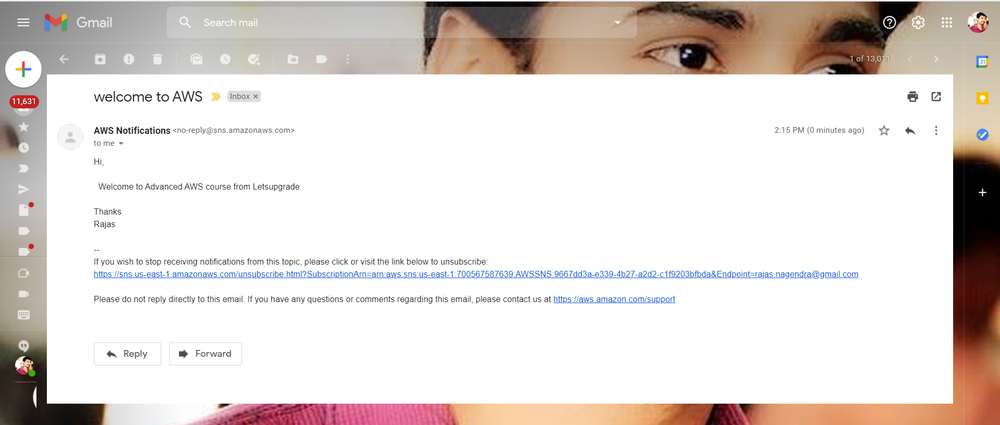 Gmail
Search mail
1 of 13,011
31
11,631
welcome to AWS
Inbox ×
AWS Notifications <no-reply@sns.amazonaws.com>
2:15 PM (0 minutes ago)
to me
Hi,
Welcome to Advanced AWS course from Letsupgrade
Thanks
Rajas
--
If you wish to stop receiving notifications from this topic, please click or visit the link below to unsubscribe:
https://sns.us-east-1.amazonaws.com/unsubscribe.html?SubscriptionArn=arn:aws:sns:us-east-1:700567587639:AWSSNS:9667dd3a-e339-4b27-a2d2-c1f9203bfbda&Endpoint=rajas.nagendra@gmail.com
Please do not reply directly to this email. If you have any questions or comments regarding this email, please contact us at https://aws.amazon.com/support
Reply
Forward